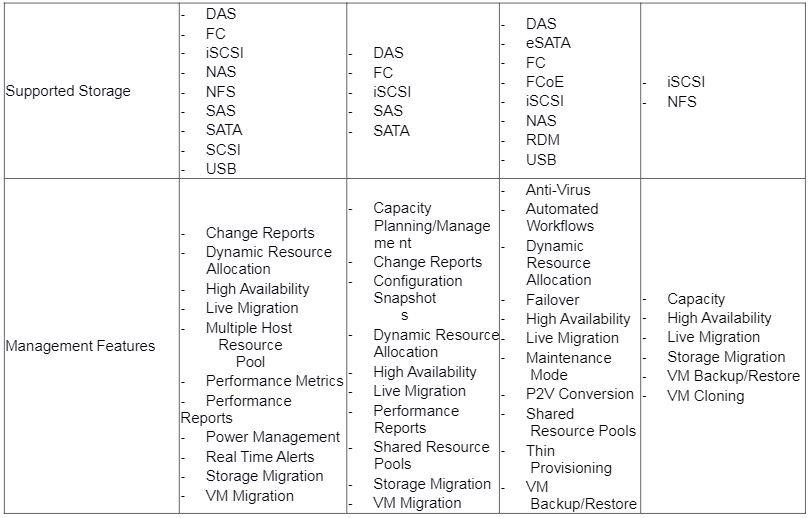 Supported Storage
- DAS
- FC
- iSCSI
- NAS
- NFS
- SAS
- SATA
- SCSI
- USB
- DAS
- FC
- iSCSI
- SAS
- SATA
- DAS
- eSATA
- FC
- FCoE
- iSCSI
- NAS
- RDM
- USB
- iSCSI
- NFS
Management Features
- Change Reports
- Dynamic Resource
Allocation
- High Availability
- Live Migration
- Multiple Host
Resource
Pool
- Performance Metrics
- Performance
Reports
- Power Management
- Real Time Alerts
- Storage Migration
- VM Migration
- Capacity
Planning/Manage
me nt
- Change Reports
- Configuration
Snapshot
s
- Dynamic Resource
Allocation
- High Availability
- Live Migration
- Performance
Reports
- Shared Resource
Pools
- Storage Migration
- VM Migration
- Anti-Virus
- Automated
Workflows
- Dynamic
Resource
Allocation
- Failover
- High Availability
- Live Migration
- Maintenance
Mode
- P2V Conversion
- Shared
Resource Pools
- Thin
Provisioning
- VM
Backup/Restore
- Capacity
- High Availability
- Live Migration
- Storage Migration
- VM Backup/Restore
- VM Cloning